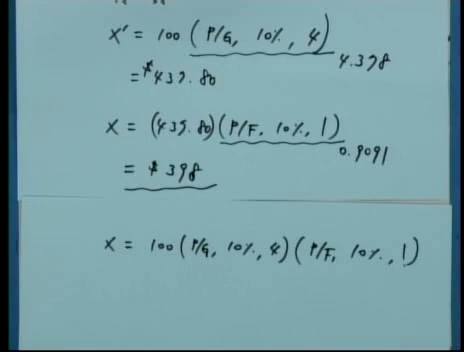 X' = 100 (P/G, 10%, 4)
4.378
= $437.80
X = (437.80)(P/F, 10%, 1)
0.9091
= $398
X = 100 (P/G, 10%, 4)(P/F, 10%, 1)